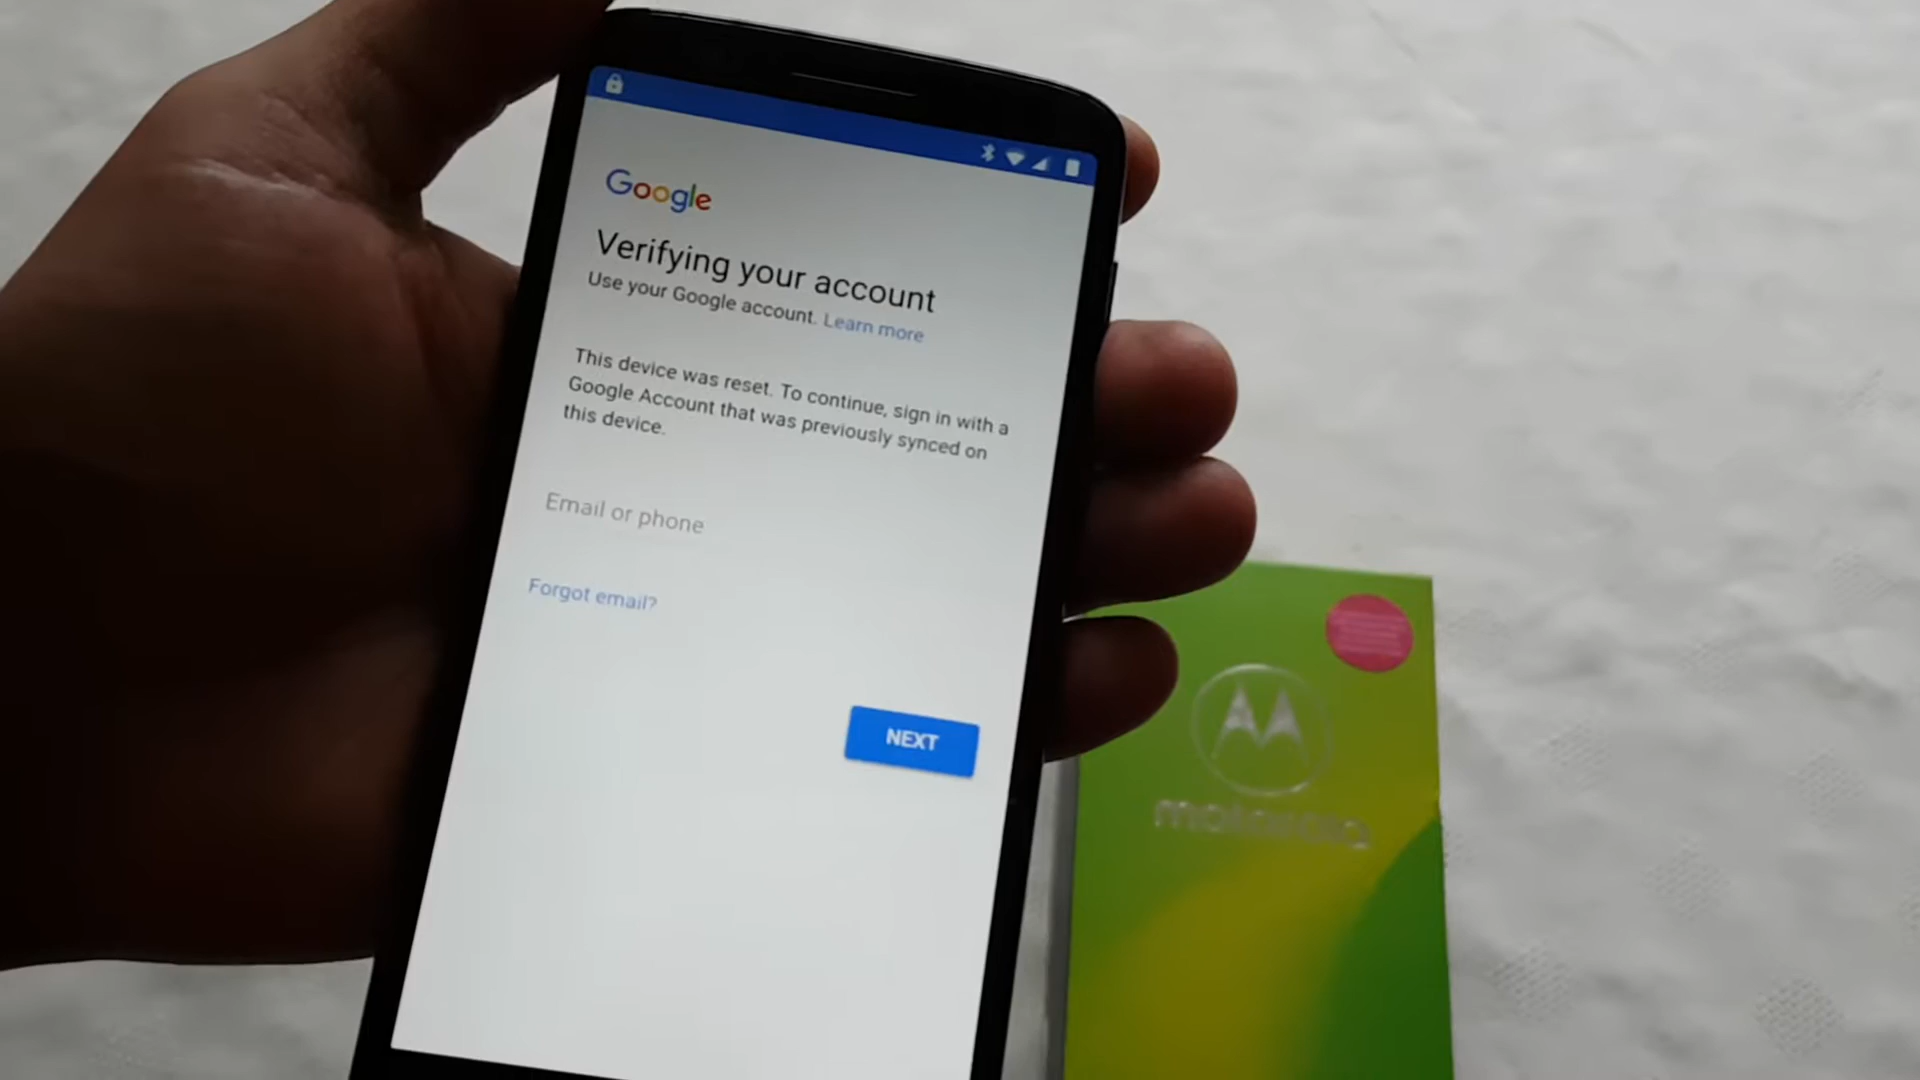 Google
Verifying your account
Use your Google account. Learn more
This device was reset. To continue, sign in with a
Google Account that was previously synced on
this device.
Email or phone
Forgot email?
NEXT
motorola